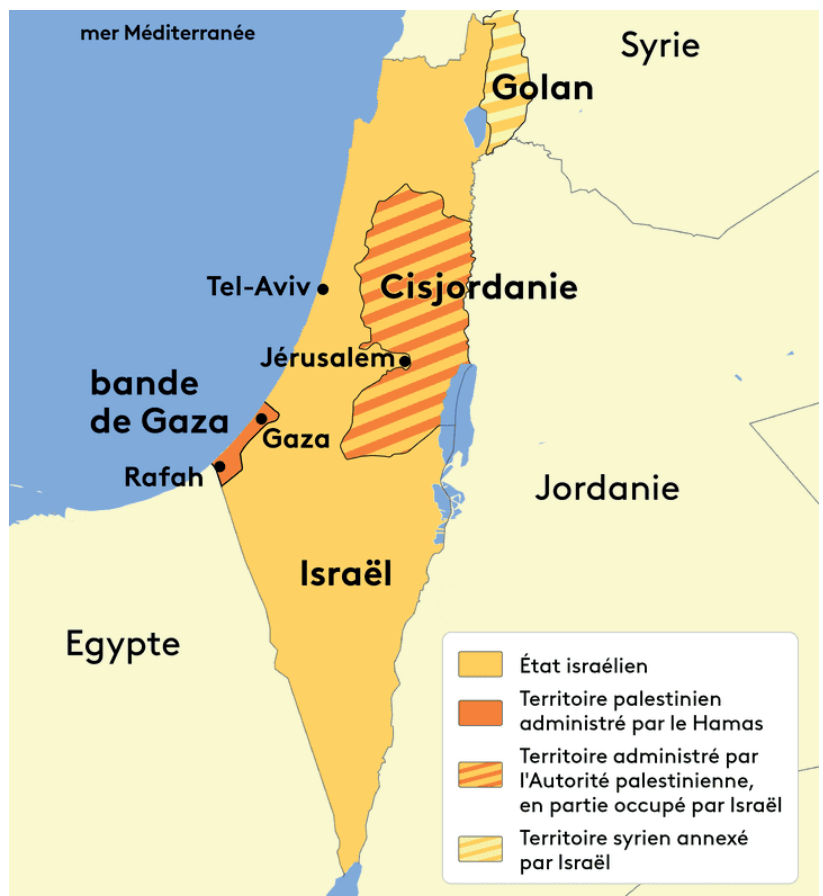 mer Méditerranée
Syrie
Golan
Tel-Aviv
Cisjordanie
Jérusalem
bande
de Gaza
Gaza
Rafah
Jordanie
Israël
Egypte
État israélien
Territoire palestinien
administré par le Hamas
Territoire administré par
l'Autorité palestinienne,
en partie occupé par Israël
Territoire syrien annexé
par Israël